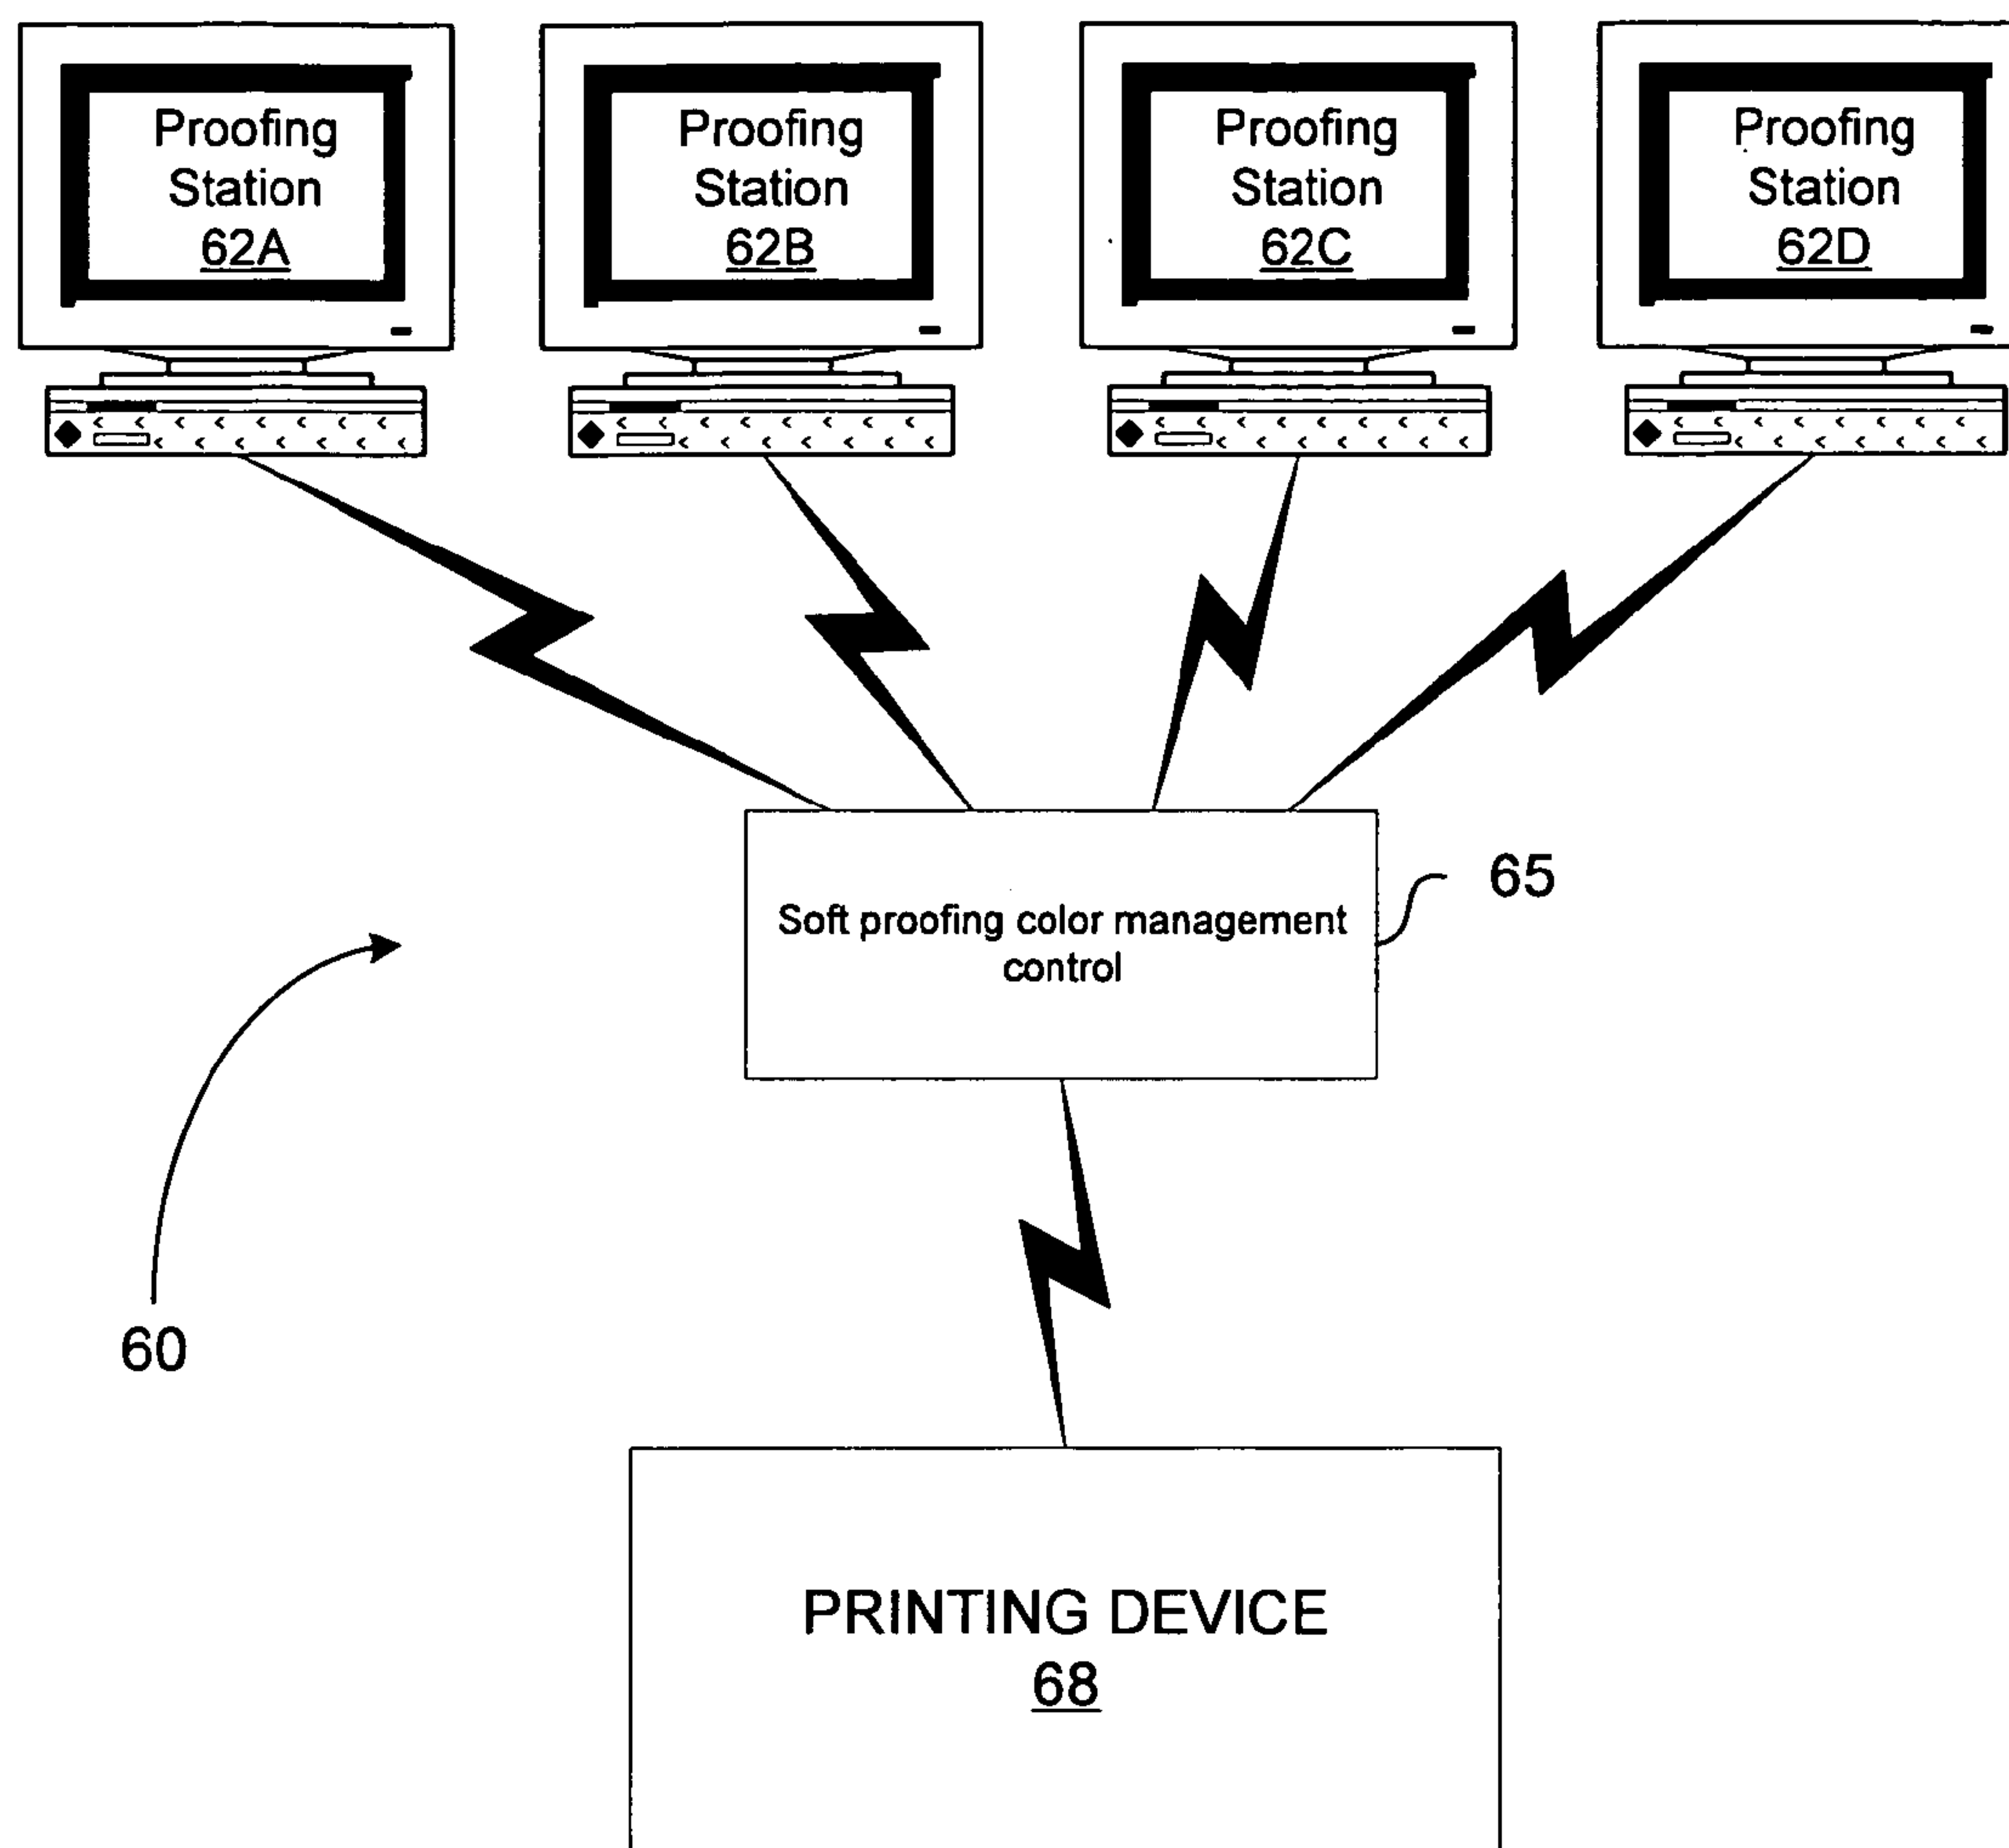 Proofing
Station
62A
Proofing
Station
62B
Proofing
Station
62C
Proofing
Station
62D
65
Soft proofing color management
control
60
PRINTING DEVICE
68